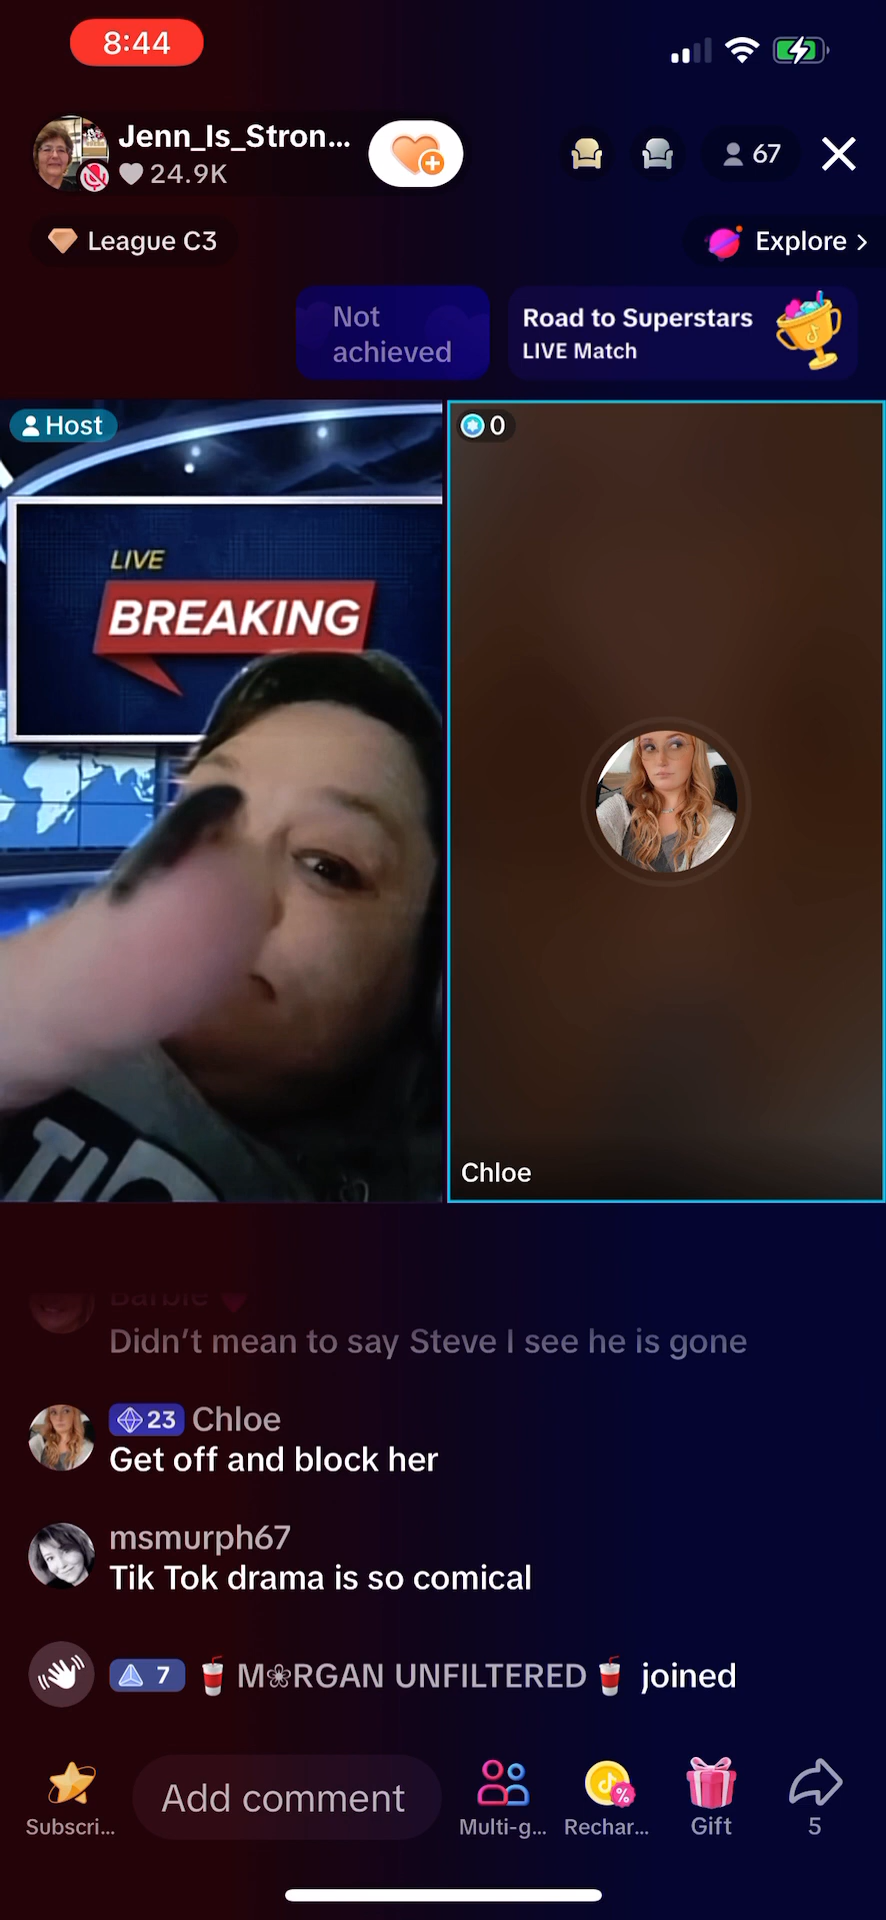 8:44
Jenn_Is_Stron...
24.9K
67
League C3
Explore >
Not
achieved
Road to Superstars
LIVE Match
Host
0
LIVE
BREAKING
Chloe
Barbie
Didn't mean to say Steve I see he is gone
23 Chloe
Get off and block her
msmurph67
Tik Tok drama is so comical
7 🥤 M❀RGAN UNFILTERED 🥤 joined
Add comment
Subscri...
Multi-g...
Rechar...
Gift
5